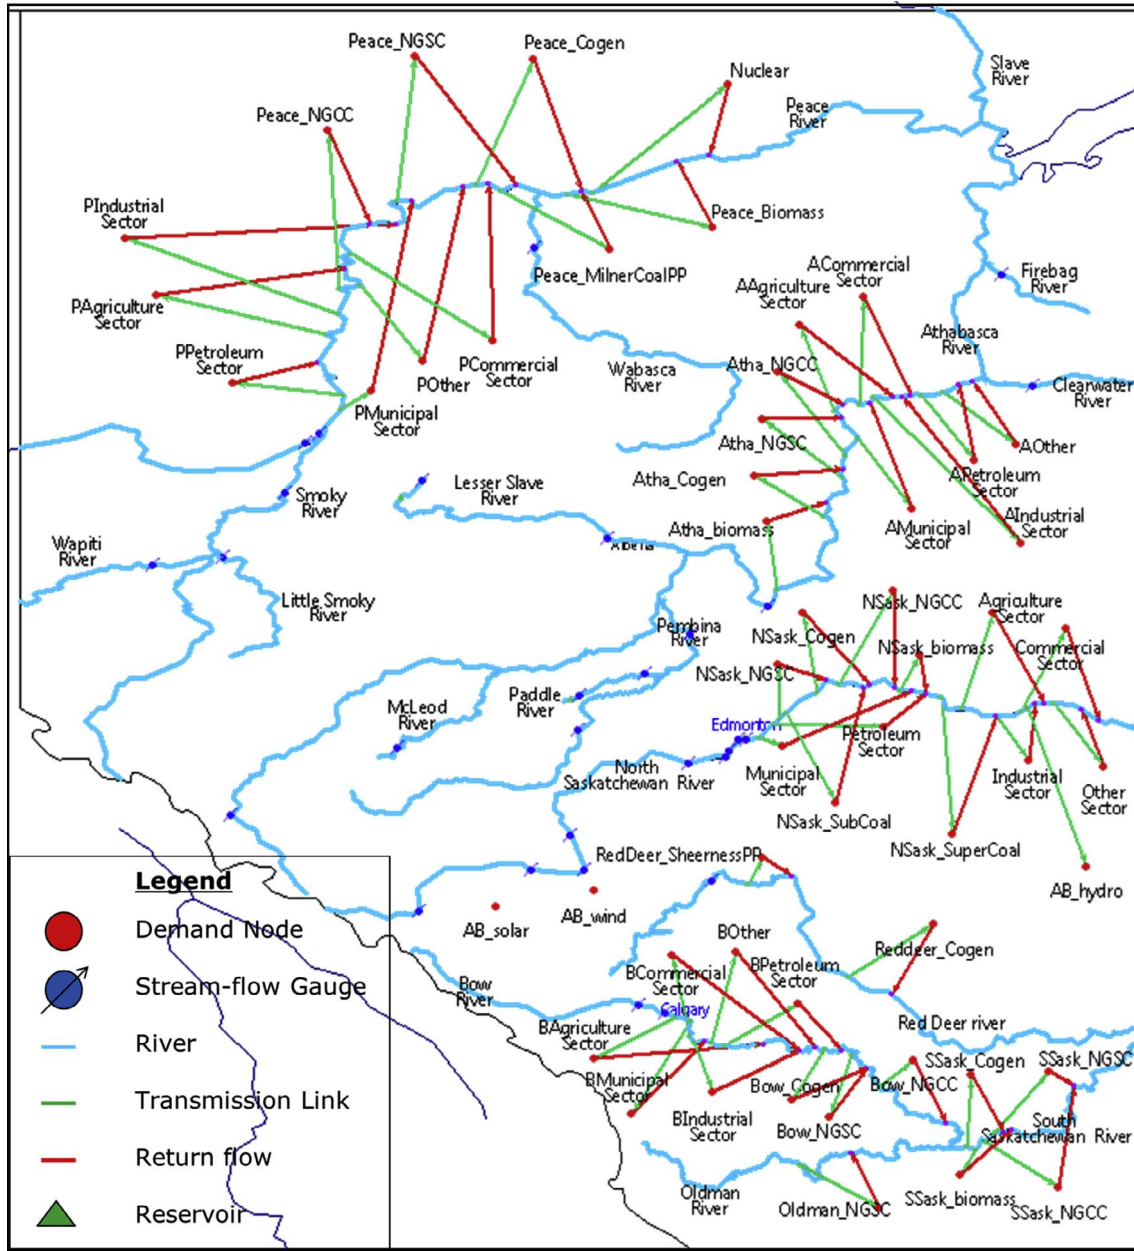 Peace_NGSC
Peace_Cogen
Nuclear
Slave
River
Peace
River
Peace_NGCC
PIndustrial
Sector
Peace_Biomass
Peace_MilnerCoalPP
ACommercial
Sector
Firebag
River
AAgriculture
Sector
PAgriculture
Sector
Athabasca
River
PPetroleum
Sector
POther
PCommercial
Sector
Wabasca
River
Atha_NGCC
Clearwater
River
PMunicipal
Sector
Atha_NGSC
AOther
Atha_Cogen
APetroleum
Sector
Lesser Slave
River
Smoky
River
AMunicipal
Sector
AIndustrial
Sector
Atha_biomass
Alberta
Wapiti
River
Little Smoky
River
Pembina
River
NSask_Cogen
NSask_NGCC
Agriculture
Sector
NSask_biomass
Commercial
Sector
NSask_NGSC
Paddle
River
McLeod
River
Edmonton
Petroleum
Sector
North
Saskatchewan River
Municipal
Sector
Industrial
Sector
Other
Sector
NSask_SubCoal
NSask_SuperCoal
RedDeer_SheernessPP
AB_hydro
AB_wind
AB_solar
BOther
Reddeer_Cogen
BCommercial
Sector
BPetroleum
Sector
Bow
River
Calgary
Red Deer river
BAgriculture
Sector
BMunicipal
Sector
Bow_Cogen
Bow_NGCC
SSask_Cogen
SSask_NGSC
BIndustrial
Sector
Bow_NGSC
South
Saskatchewan River
Oldman
River
Oldman_NGSC
SSask_biomass
SSask_NGCC
Legend
Demand Node
Stream-flow Gauge
River
Transmission Link
Return flow
Reservoir